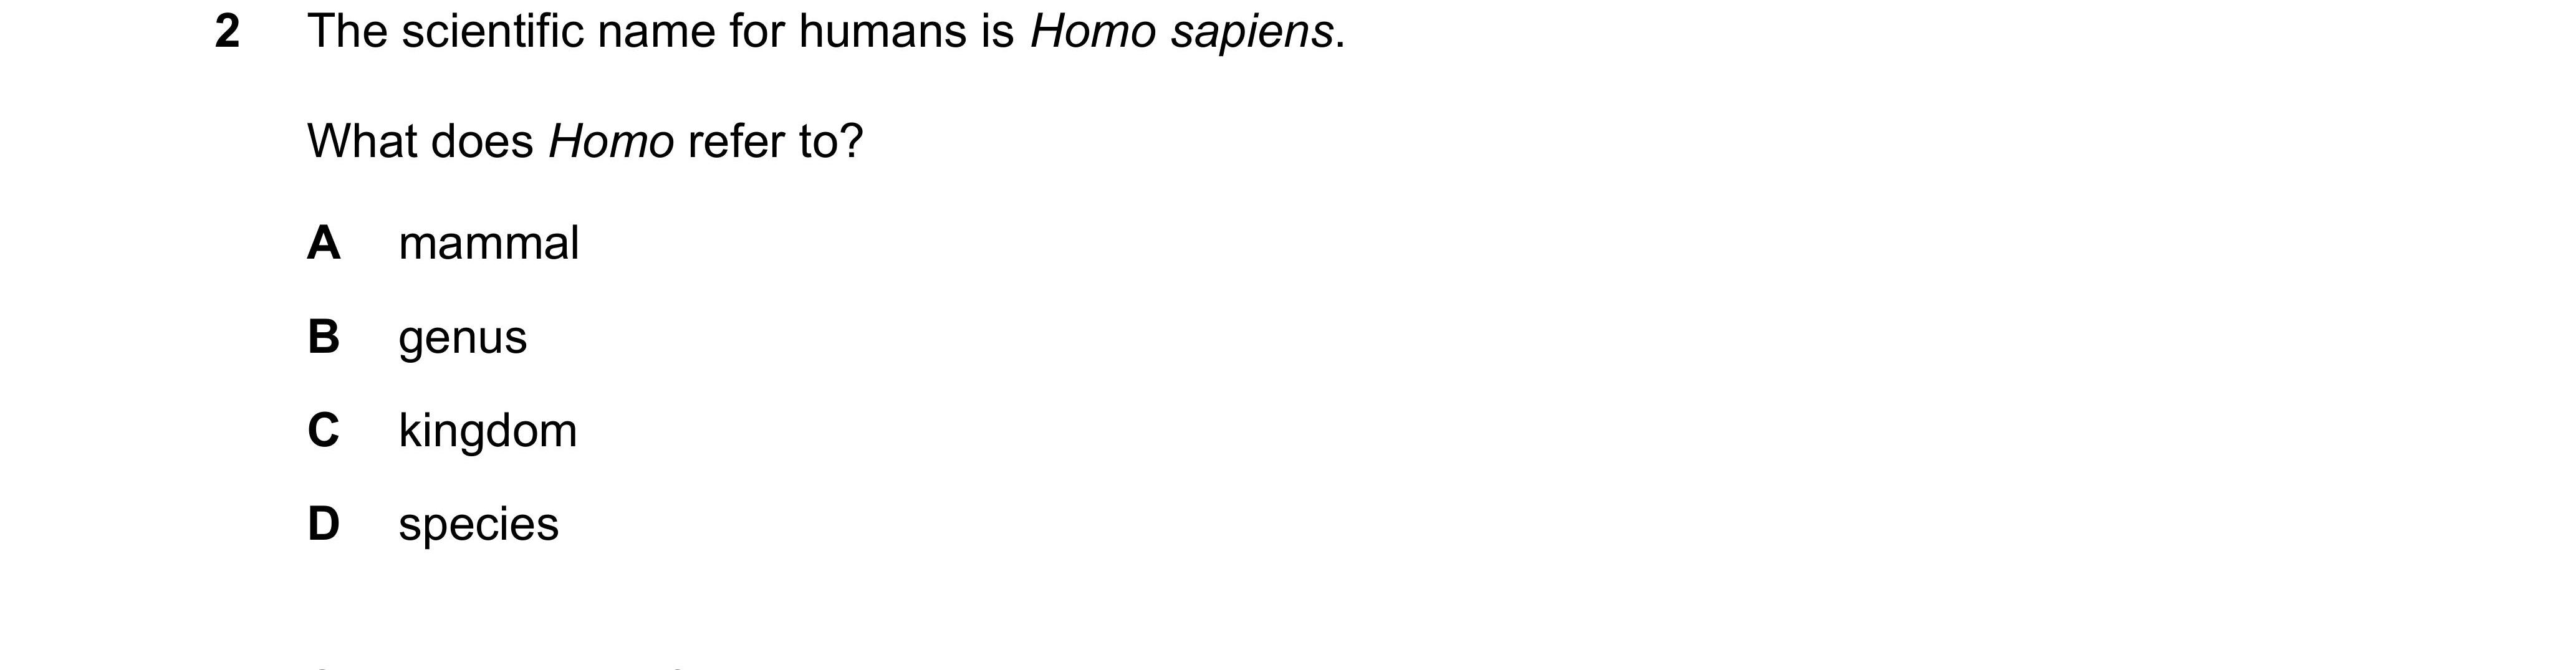 2 The scientific name for humans is Homo sapiens.
What does Homo refer to?
A mammal
B genus
C kingdom
D species